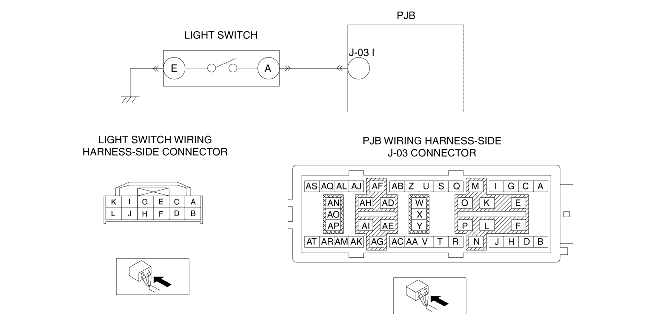 PJB
LIGHT SWITCH
J-03 I
E
A
LIGHT SWITCH WIRING
HARNESS-SIDE CONNECTOR
PJB WIRING HARNESS-SIDE
J-03 CONNECTOR
K I G E C A
L J H F D B
AS AQ AL AJ AF AB Z U S Q M I G C A
AN AH AD W O K E
AO X
AP AI AE Y P L F
AT AR AM AK AG AC AA V T R N J H D B